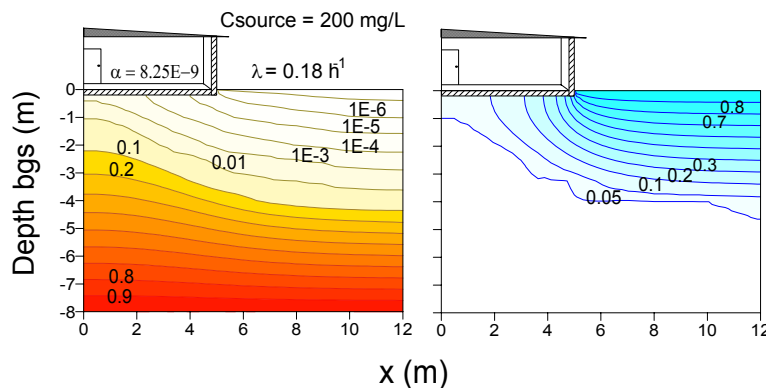 Csource = 200 mg/L
α = 8.25E−9
λ = 0.18 h⁻¹
Depth bgs (m)
0
-1
-2
-3
-4
-5
-6
-7
-8
1E-6
1E-5
1E-4
1E-3
0.01
0.1
0.2
0.8
0.9
0 2 4 6 8 10 12
0.8
0.7
0.3
0.2
0.1
0.05
0 2 4 6 8 10 12
x (m)